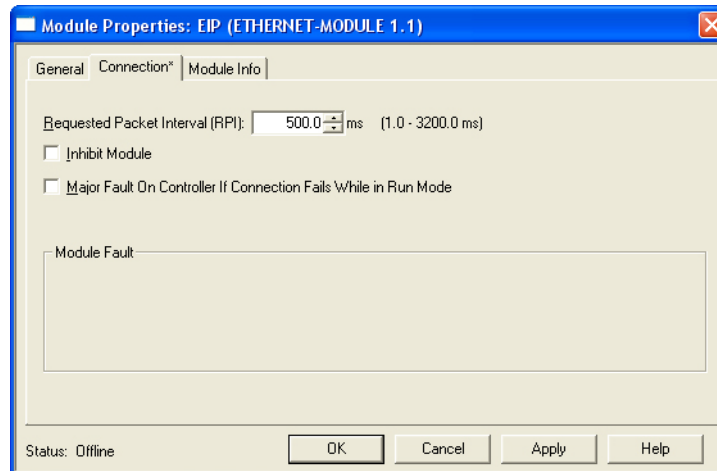 Module Properties: EIP (ETHERNET-MODULE 1.1)
General Connection* Module Info
Requested Packet Interval (RPI): 500.0 ms (1.0 - 3200.0 ms)
Inhibit Module
Major Fault On Controller If Connection Fails While in Run Mode
Module Fault
Status: Offline OK Cancel Apply Help